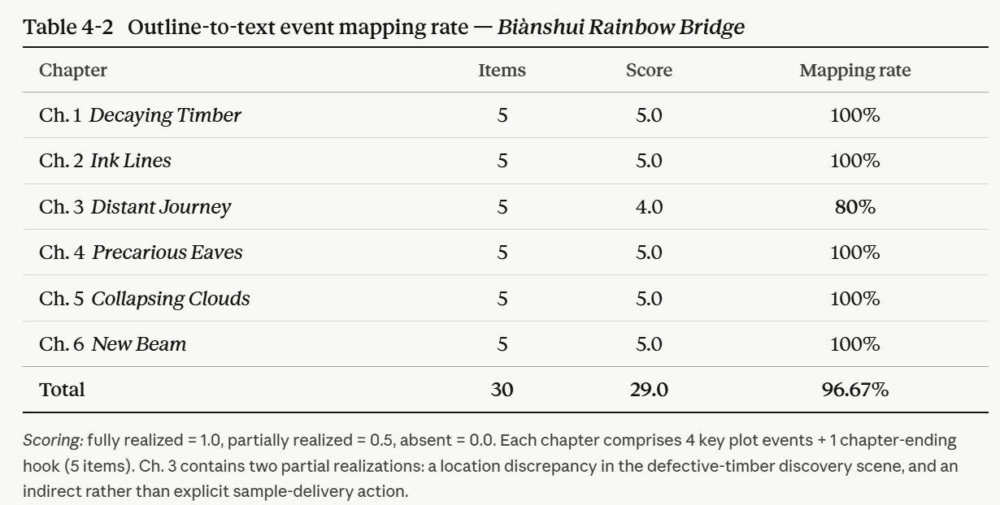 Table 4-2 Outline-to-text event mapping rate — Biànshui Rainbow Bridge
Chapter Items Score Mapping rate
Ch. 1 Decaying Timber 5 5.0 100%
Ch. 2 Ink Lines 5 5.0 100%
Ch. 3 Distant Journey 5 4.0 80%
Ch. 4 Precarious Eaves 5 5.0 100%
Ch. 5 Collapsing Clouds 5 5.0 100%
Ch. 6 New Beam 5 5.0 100%
Total 30 29.0 96.67%
Scoring: fully realized = 1.0, partially realized = 0.5, absent = 0.0. Each chapter comprises 4 key plot events + 1 chapter-ending
hook (5 items). Ch. 3 contains two partial realizations: a location discrepancy in the defective-timber discovery scene, and an
indirect rather than explicit sample-delivery action.